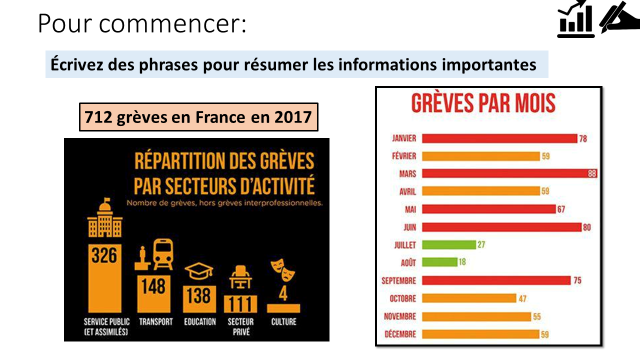 Pour commencer:
Écrivez des phrases pour résumer les informations importantes
712 grèves en France en 2017
RÉPARTITION DES GRÈVES
PAR SECTEURS D'ACTIVITÉ
Nombre de grèves, hors grèves interprofessionnelles.
326
148
138
111
4
SERVICE PUBLIC
(ET ASSIMILÉS)
TRANSPORT
EDUCATION
SECTEUR
PRIVÉ
CULTURE
GRÈVES PAR MOIS
JANVIER 78
FÉVRIER 59
MARS 88
AVRIL 59
MAI 67
JUIN 80
JUILLET 27
AOÛT 18
SEPTEMBRE 75
OCTOBRE 47
NOVEMBRE 55
DÉCEMBRE 59